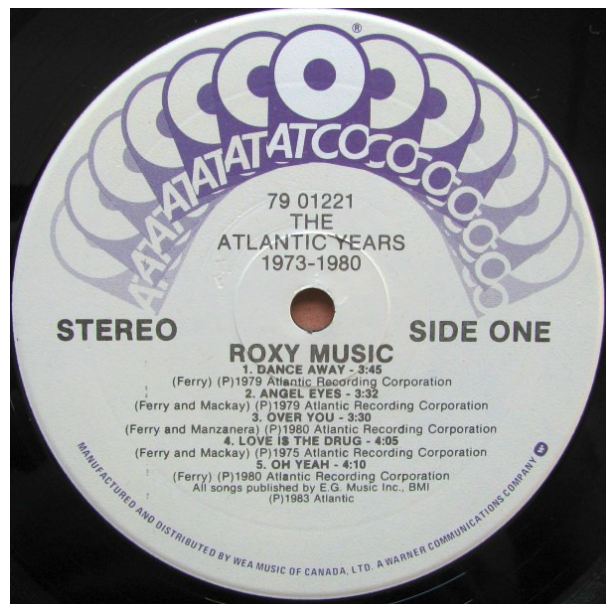 ®
ATATATATATATCOCOCOCOCOCO
79 01221
THE
ATLANTIC YEARS
1973-1980
STEREO
SIDE ONE
ROXY MUSIC
1. DANCE AWAY - 3:45
(Ferry) (P)1979 Atlantic Recording Corporation
2. ANGEL EYES - 3:32
(Ferry and Mackay) (P)1979 Atlantic Recording Corporation
3. OVER YOU - 3:30
(Ferry and Manzanera) (P)1980 Atlantic Recording Corporation
4. LOVE IS THE DRUG - 4:05
(Ferry and Mackay) (P)1975 Atlantic Recording Corporation
5. OH YEAH - 4:10
(Ferry) (P)1980 Atlantic Recording Corporation
All songs published by E.G. Music Inc., BMI
(P)1983 Atlantic
MANUFACTURED AND DISTRIBUTED BY WEA MUSIC OF CANADA, LTD. A WARNER COMMUNICATIONS COMPANY